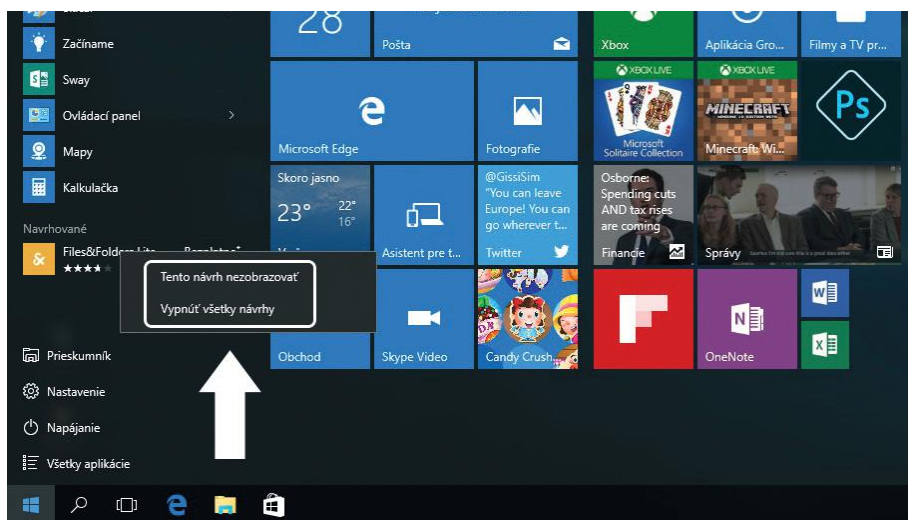 28
Začíname
Sway
Ovládací panel
Mapy
Kalkulačka
Navrhované
Files&Folders Lite
Bezplatne*
Tento návrh nezobrazovať
Vypnúť všetky návrhy
Prieskumník
Nastavenie
Napájanie
Všetky aplikácie
Pošta
Microsoft Edge
Fotografie
Skoro jasno
23° 22°
16°
Asistent pre t...
@GissiSim
"You can leave
Europe! You can
go wherever t...
Twitter
Obchod
Skype Video
Candy Crush...
Xbox
Aplikácia Gro...
Filmy a TV pr...
XBOX LIVE
Microsoft
Solitaire Collection
XBOX LIVE
MINECRAFT
Minecraft: Wi...
Ps
Osborne:
Spending cuts
AND tax rises
are coming
Financie
Správy
OneNote